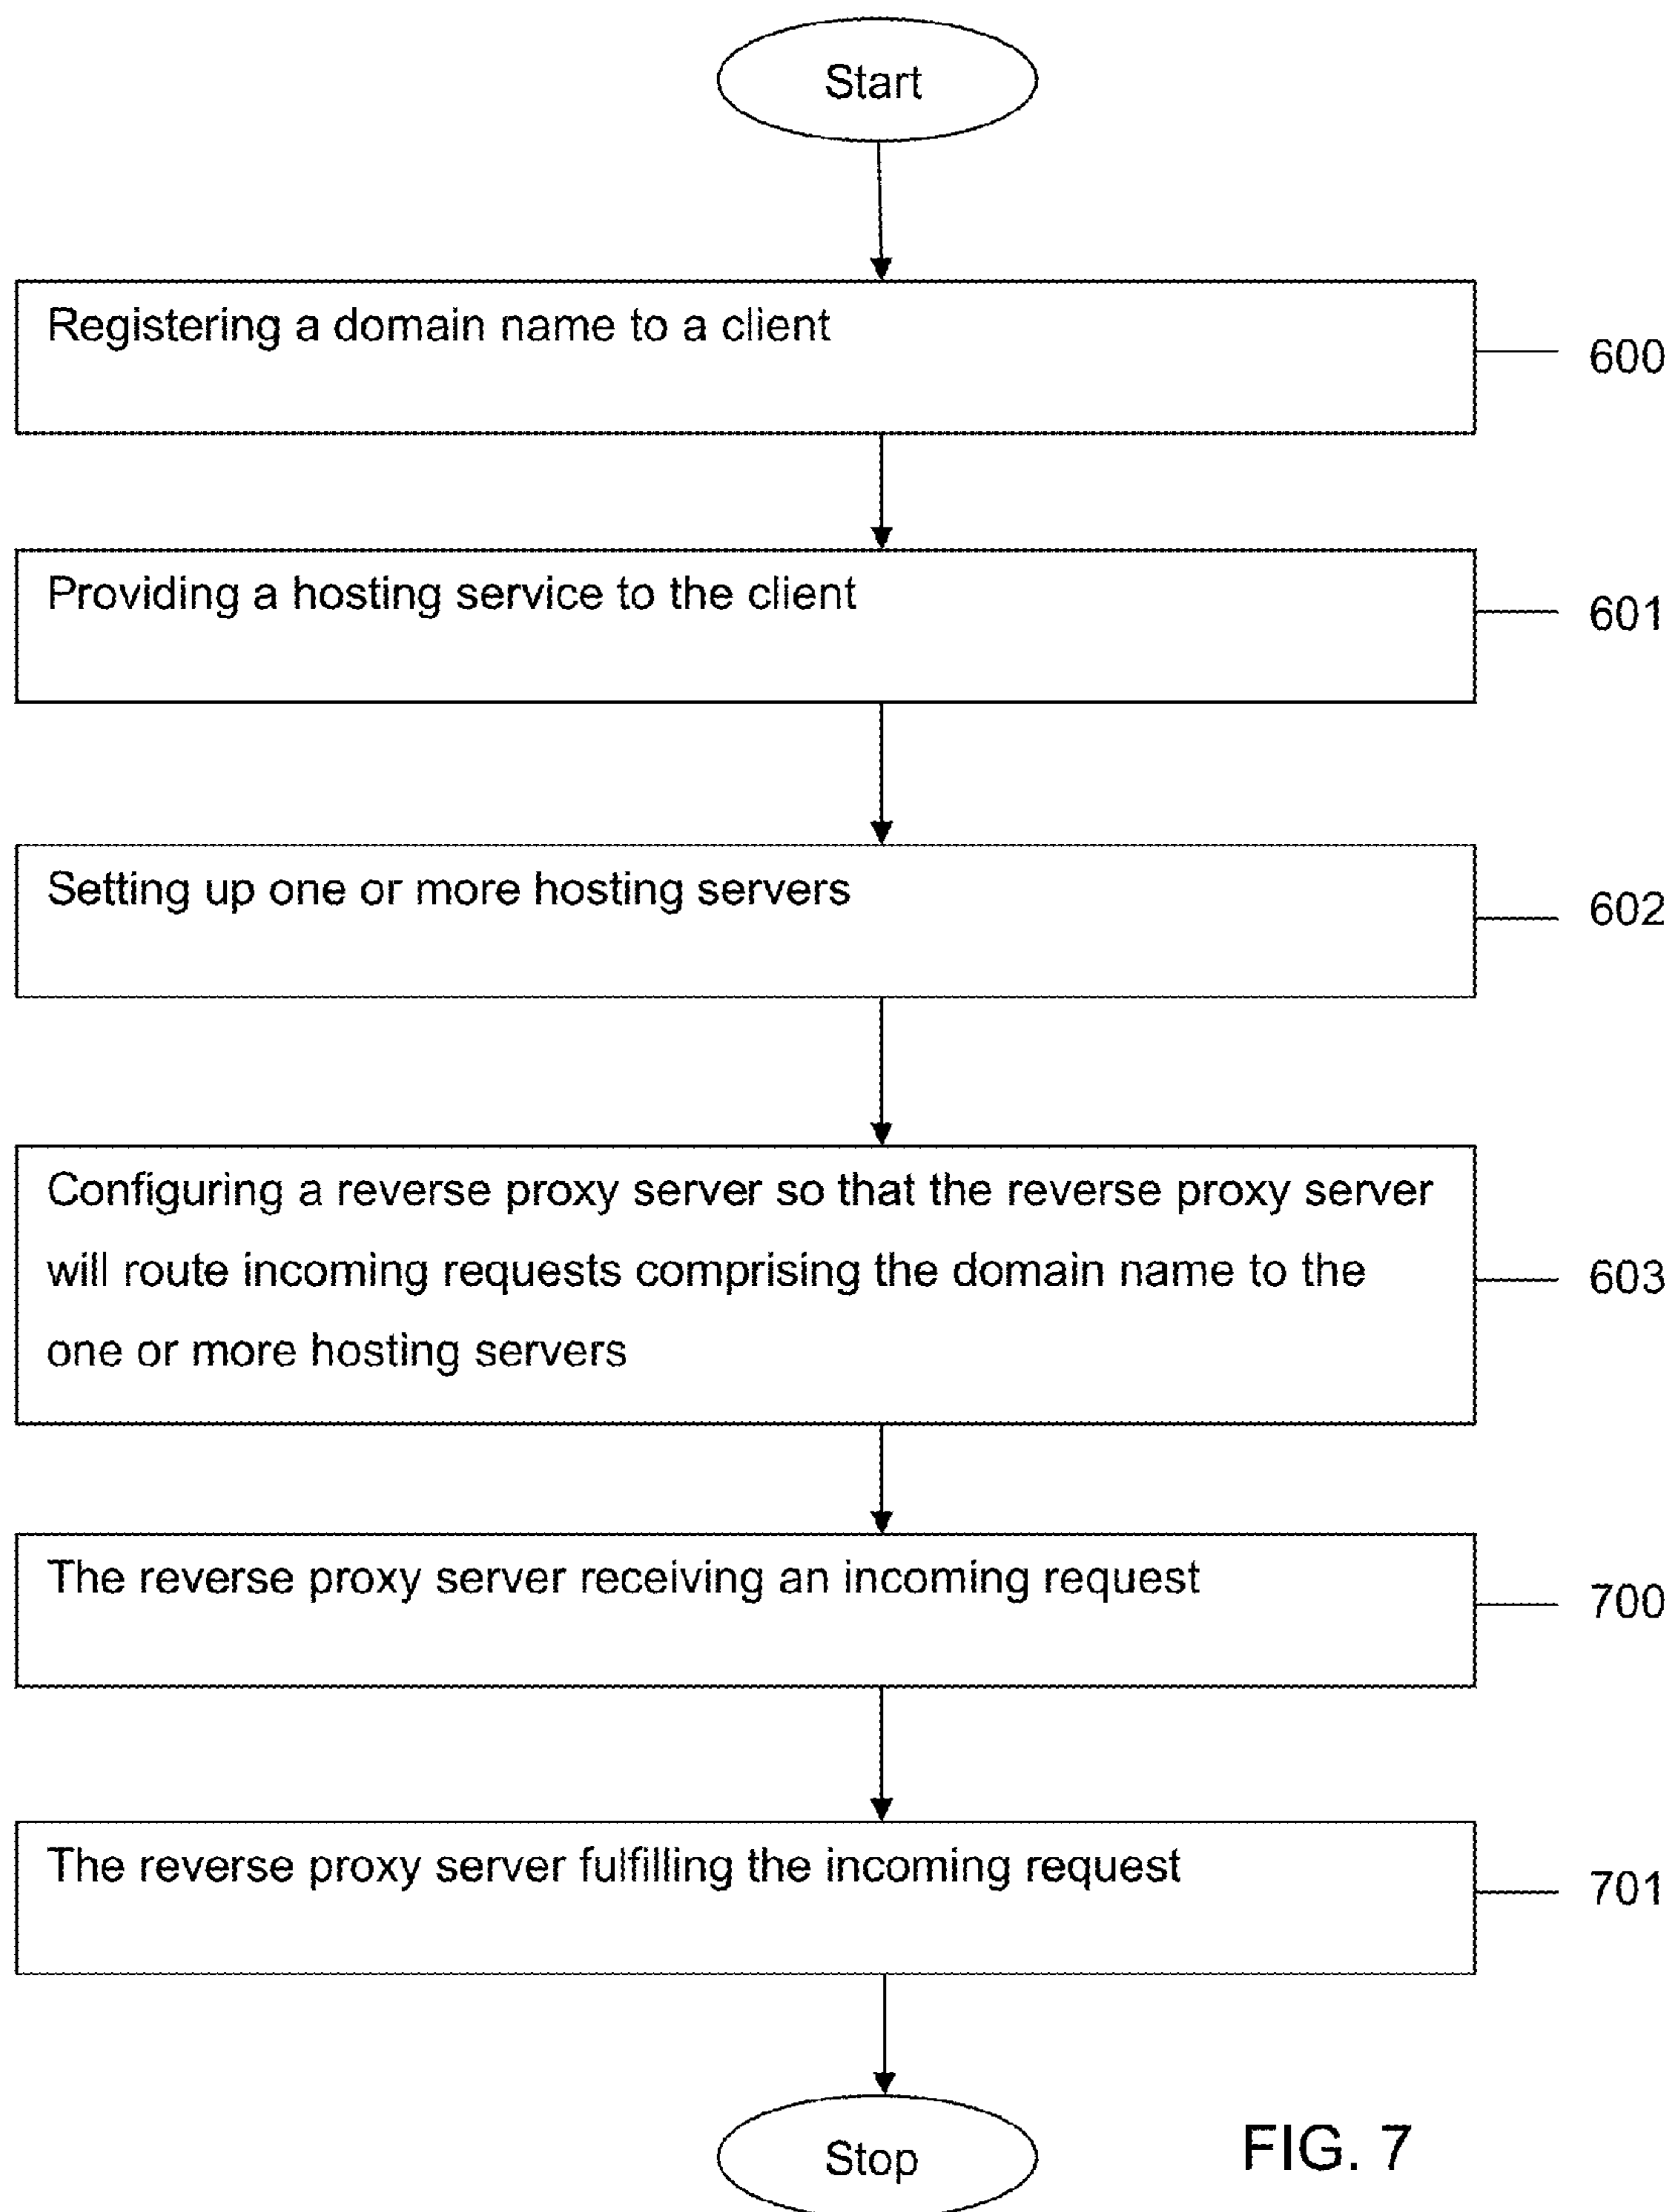 Start
Registering a domain name to a client
600
Providing a hosting service to the client
601
Setting up one or more hosting servers
602
Configuring a reverse proxy server so that the reverse proxy server
will route incoming requests comprising the domain name to the
one or more hosting servers
603
The reverse proxy server receiving an incoming request
700
The reverse proxy server fulfilling the incoming request
701
Stop
FIG. 7